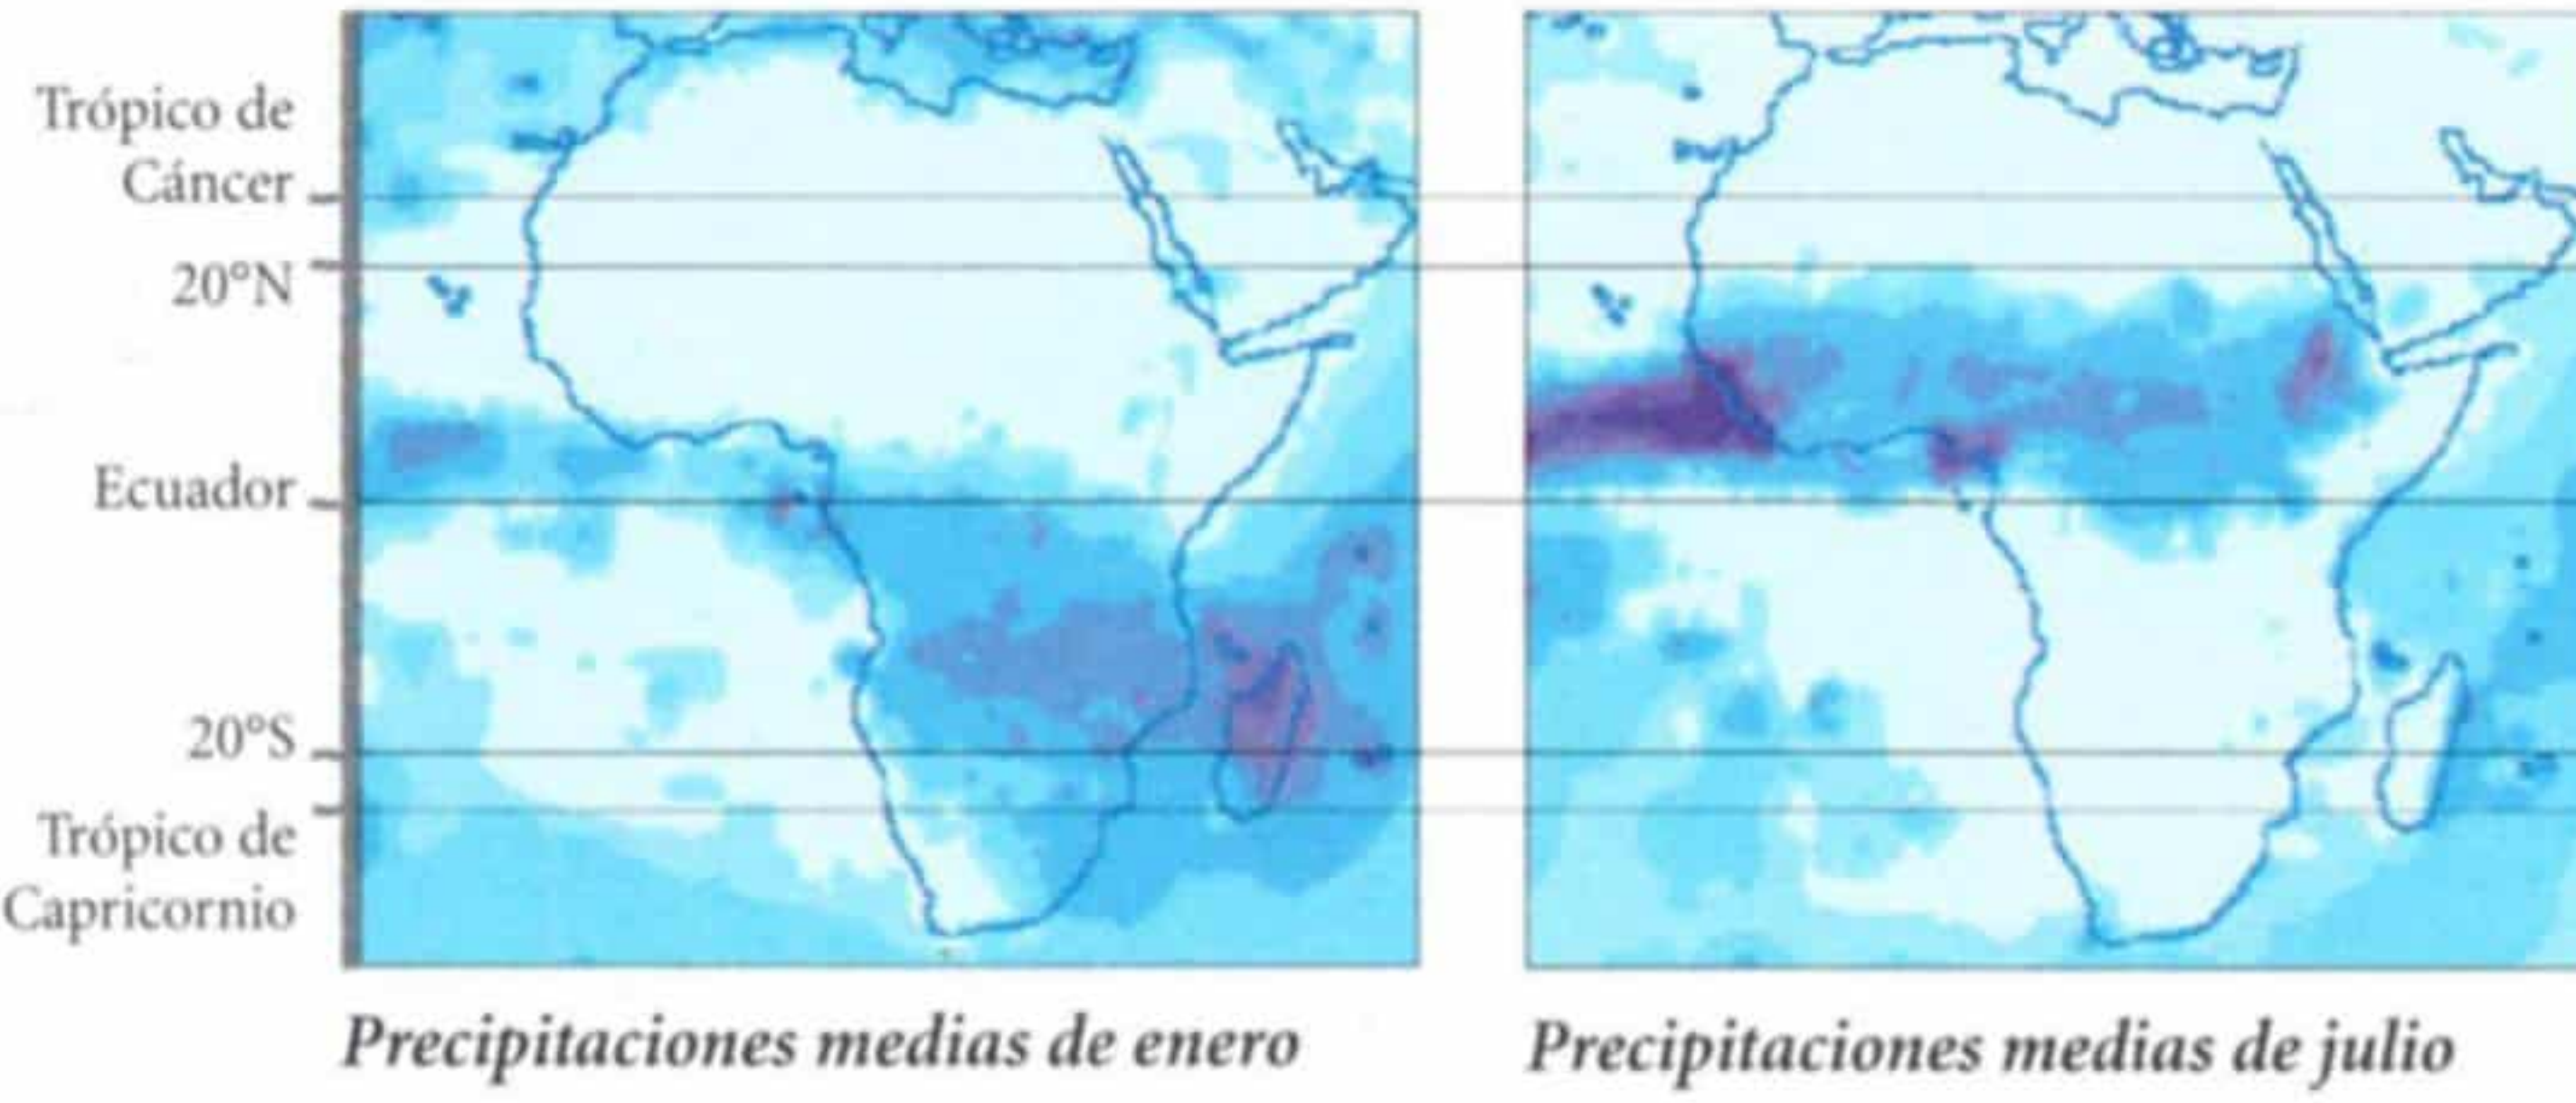 Trópico de
Cáncer
20°N
Ecuador
20°S
Trópico de
Capricornio
Precipitaciones medias de enero
Precipitaciones medias de julio